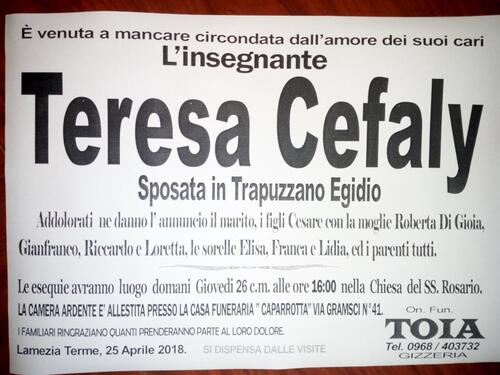 È venuta a mancare circondata dall'amore dei suoi cari
L'insegnante
Teresa Cefaly
Sposata in Trapuzzano Egidio
Addolorati ne danno l' annuncio il marito, i figli Cesare con la moglie Roberta Di Gioia,
Gianfranco, Riccardo e Loretta, le sorelle Elisa, Franca e Lidia, ed i parenti tutti.
Le esequie avranno luogo domani Giovedi 26 c.m. alle ore 16:00 nella Chiesa del SS. Rosario.
LA CAMERA ARDENTE E' ALLESTITA PRESSO LA CASA FUNERARIA " CAPARROTTA" VIA GRAMSCI N°41.
I FAMILIARI RINGRAZIANO QUANTI PRENDERANNO PARTE AL LORO DOLORE.
Lamezia Terme, 25 Aprile 2018. SI DISPENSA DALLE VISITE
On. Fun.
TOIA
Tel. 0968 / 403732
GIZZERIA